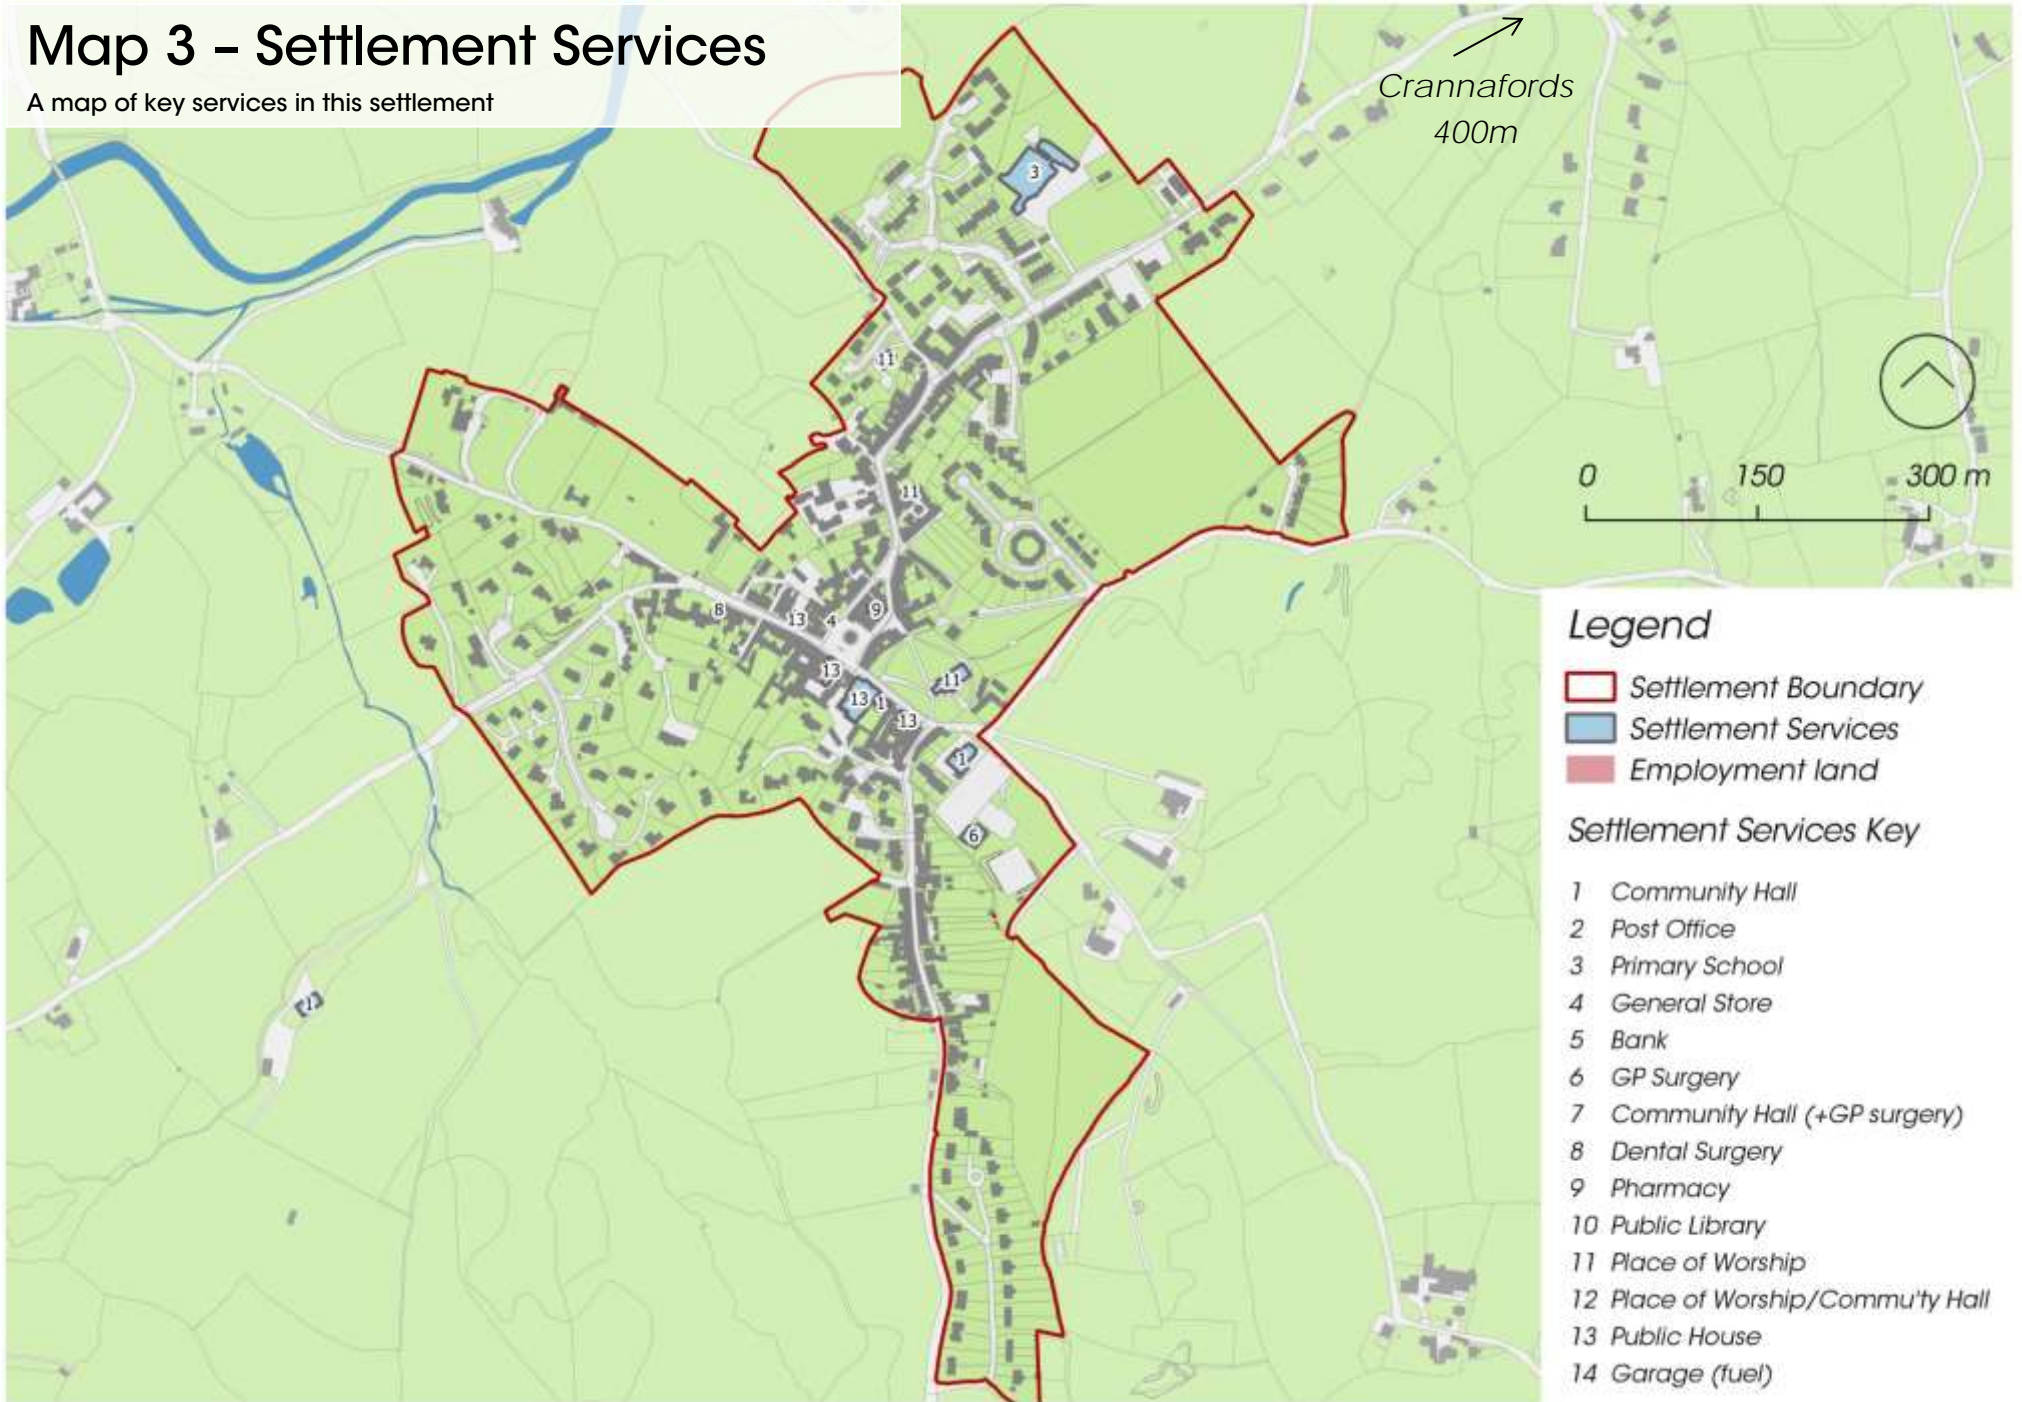 Map 3 – Settlement Services
A map of key services in this settlement
Crannafords
400m
3
11
0 150 300 m
11
8
13
4
9
13
11
13
1
13
1
6
Legend
Settlement Boundary
Settlement Services
Employment land
Settlement Services Key
1 Community Hall
2 Post Office
3 Primary School
4 General Store
5 Bank
6 GP Surgery
7 Community Hall (+GP surgery)
8 Dental Surgery
9 Pharmacy
10 Public Library
11 Place of Worship
12 Place of Worship/Commu'ty Hall
13 Public House
14 Garage (fuel)